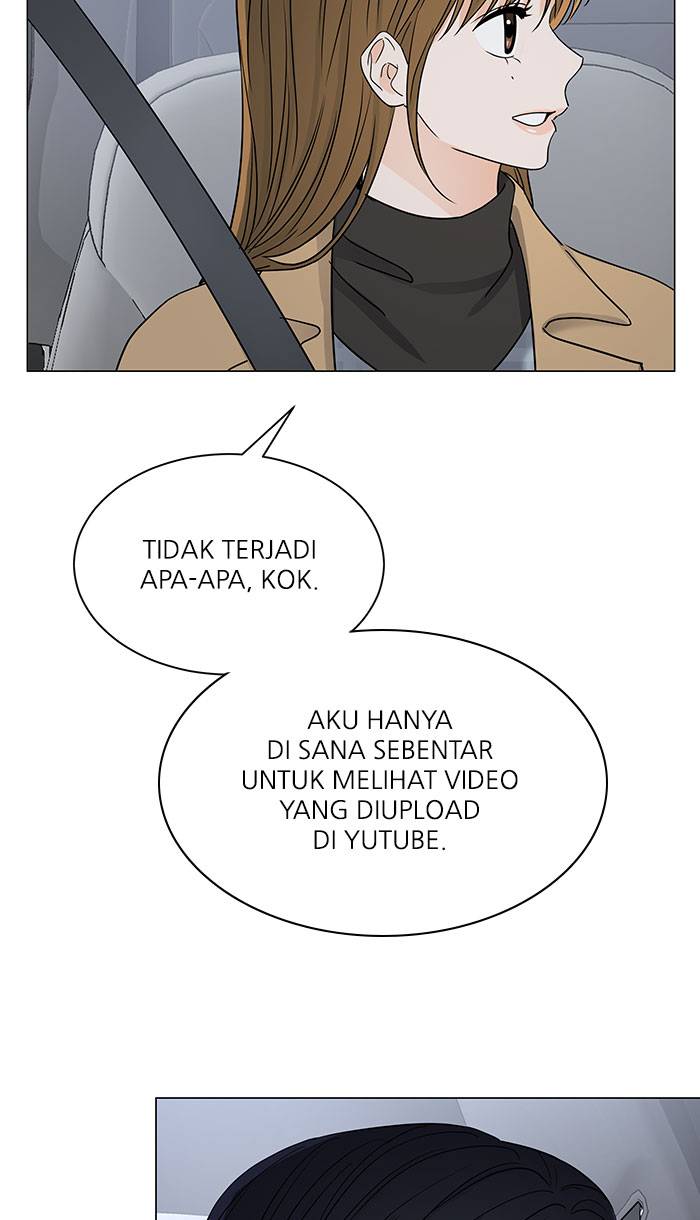 TIDAK TERJADI
APA-APA, KOK.
AKU HANYA
DI SANA SEBENTAR
UNTUK MELIHAT VIDEO
YANG DIUPLOAD
DI YUTUBE.